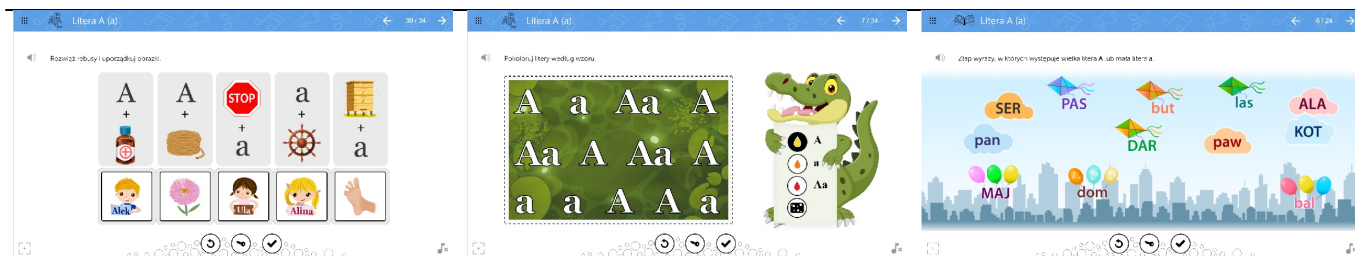 Litera A (a)
30 / 34
Rozwiąż rebusy i uporządkuj obrazki.
A A STOP a
+ + + + +
a a
Alek Ula Alina
Litera A (a)
7 / 34
Pokoloruj litery według wzoru.
A a Aa A
Aa A Aa A
a a A A a
A
a
Aa
Litera A (a)
6 / 24
Złap wyrazy, w których występuje wielka litera A lub mała litera a.
SER PAS but las ALA
pan DAR paw KOT
MAJ dom bal